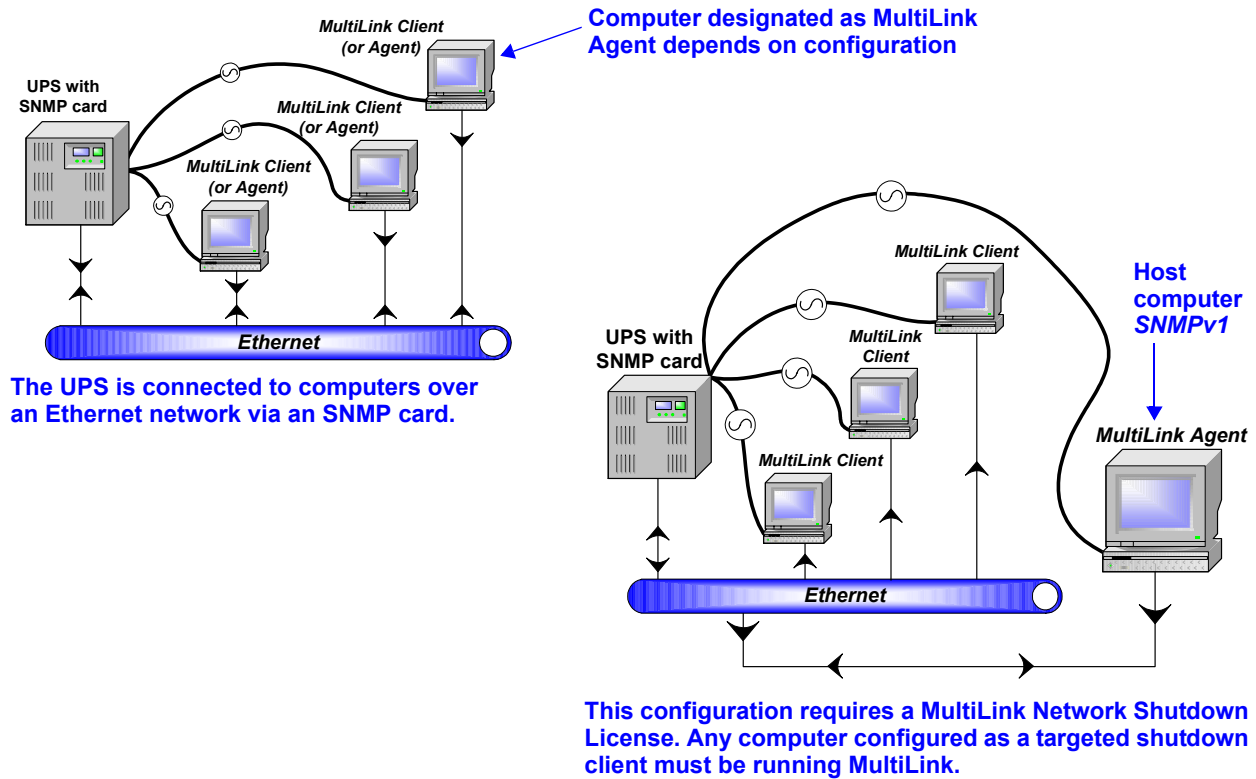 MultiLink Client
(or Agent)
Computer designated as MultiLink
Agent depends on configuration
UPS with
SNMP card
MultiLink Client
(or Agent)
MultiLink Client
(or Agent)
Ethernet
The UPS is connected to computers over
an Ethernet network via an SNMP card.
MultiLink Client
Host
computer
SNMPv1
UPS with
SNMP card
MultiLink
Client
MultiLink Agent
MultiLink Client
Ethernet
This configuration requires a MultiLink Network Shutdown
License. Any computer configured as a targeted shutdown
client must be running MultiLink.